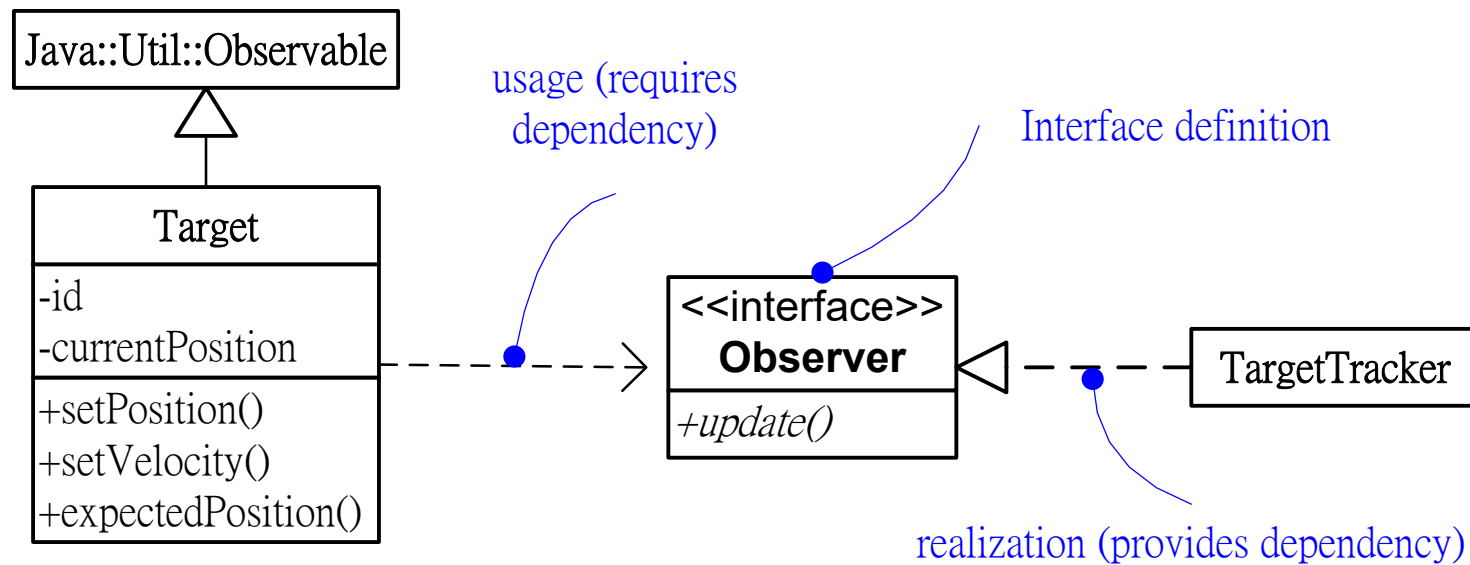 Java::Util::Observable
usage (requires
dependency)
Interface definition
Target
-id
-currentPosition
+setPosition()
+setVelocity()
+expectedPosition()
<<interface>>
Observer
+update()
TargetTracker
realization (provides dependency)